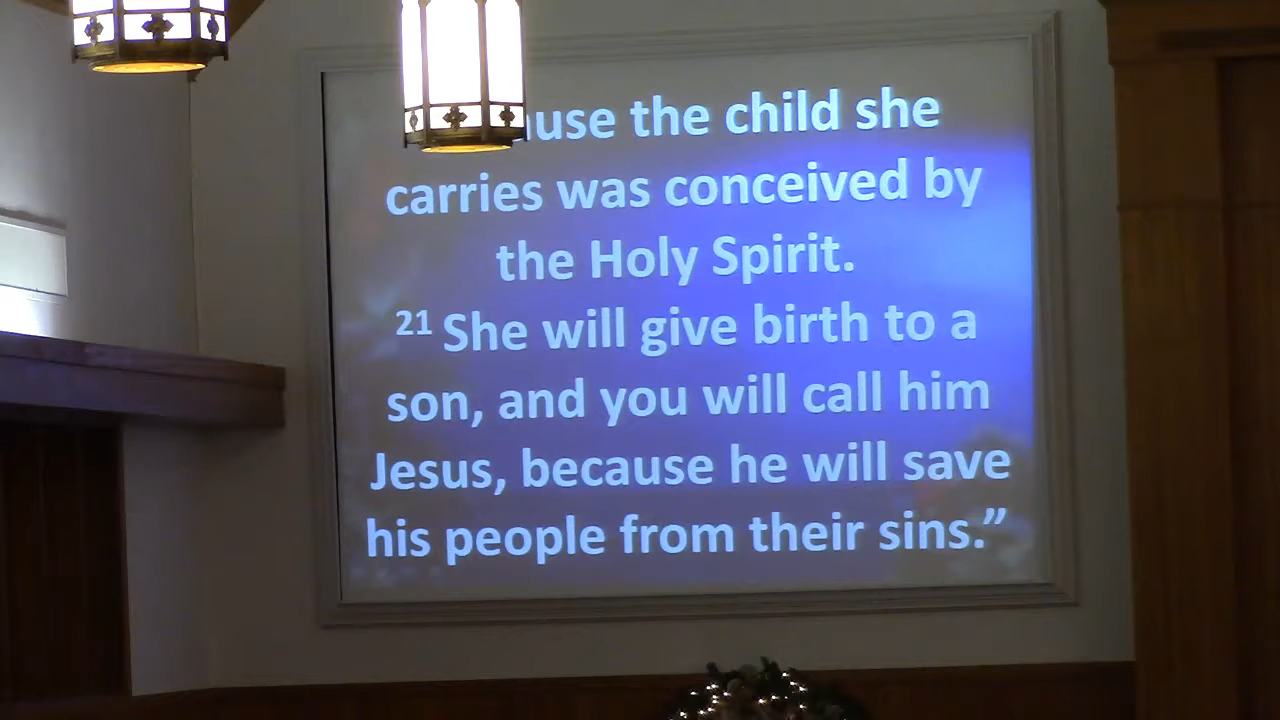 the child she
carries was conceived by
the Holy Spirit.
21 She will give birth to a
son, and you will call him
Jesus, because he will save
his people from their sins.”